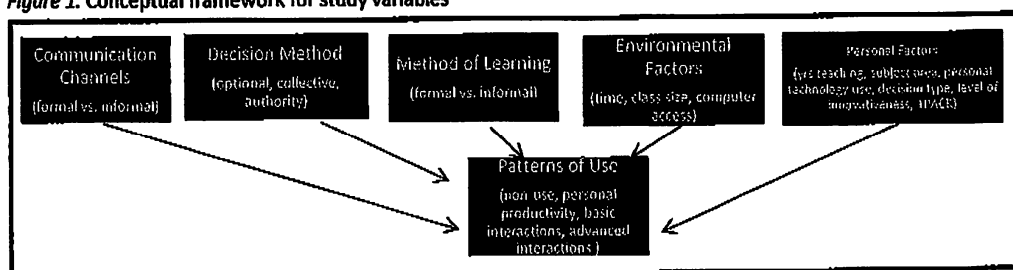 Figure 1. Conceptual framework for study variables
Communication
Channels
(formal vs. informal)
Decision Method
(optional, collective,
authority)
Method of Learning
(formal vs. informal)
Environmental
Factors
(time, class size, computer
access)
Personal Factors
(yrs teaching, subject area, personal
technology use, decision type, level of
innovativeness, TPACK)
Patterns of Use
(non use, personal
productivity, basic
interactions, advanced
interactions )